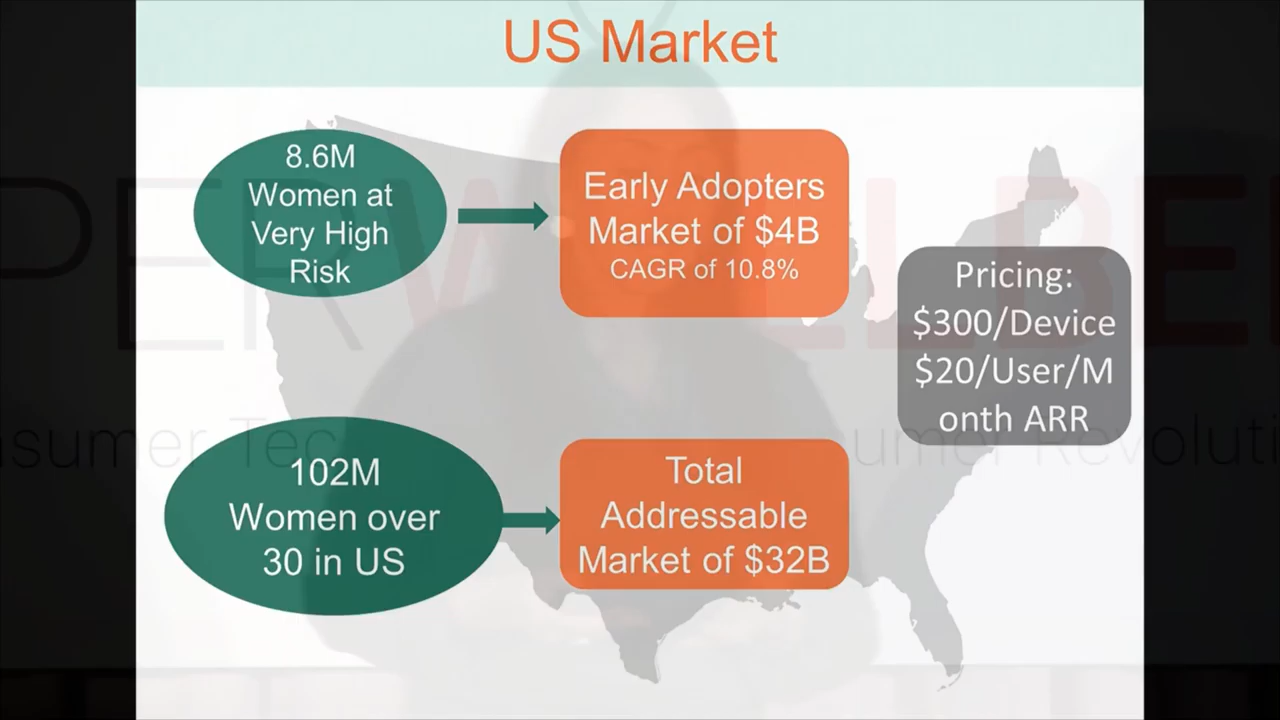 US Market
8.6M
Women at
Very High
Risk
Early Adopters
Market of $4B
CAGR of 10.8%
Pricing:
$300/Device
$20/User/M
onth ARR
102M
Women over
30 in US
Total
Addressable
Market of $32B